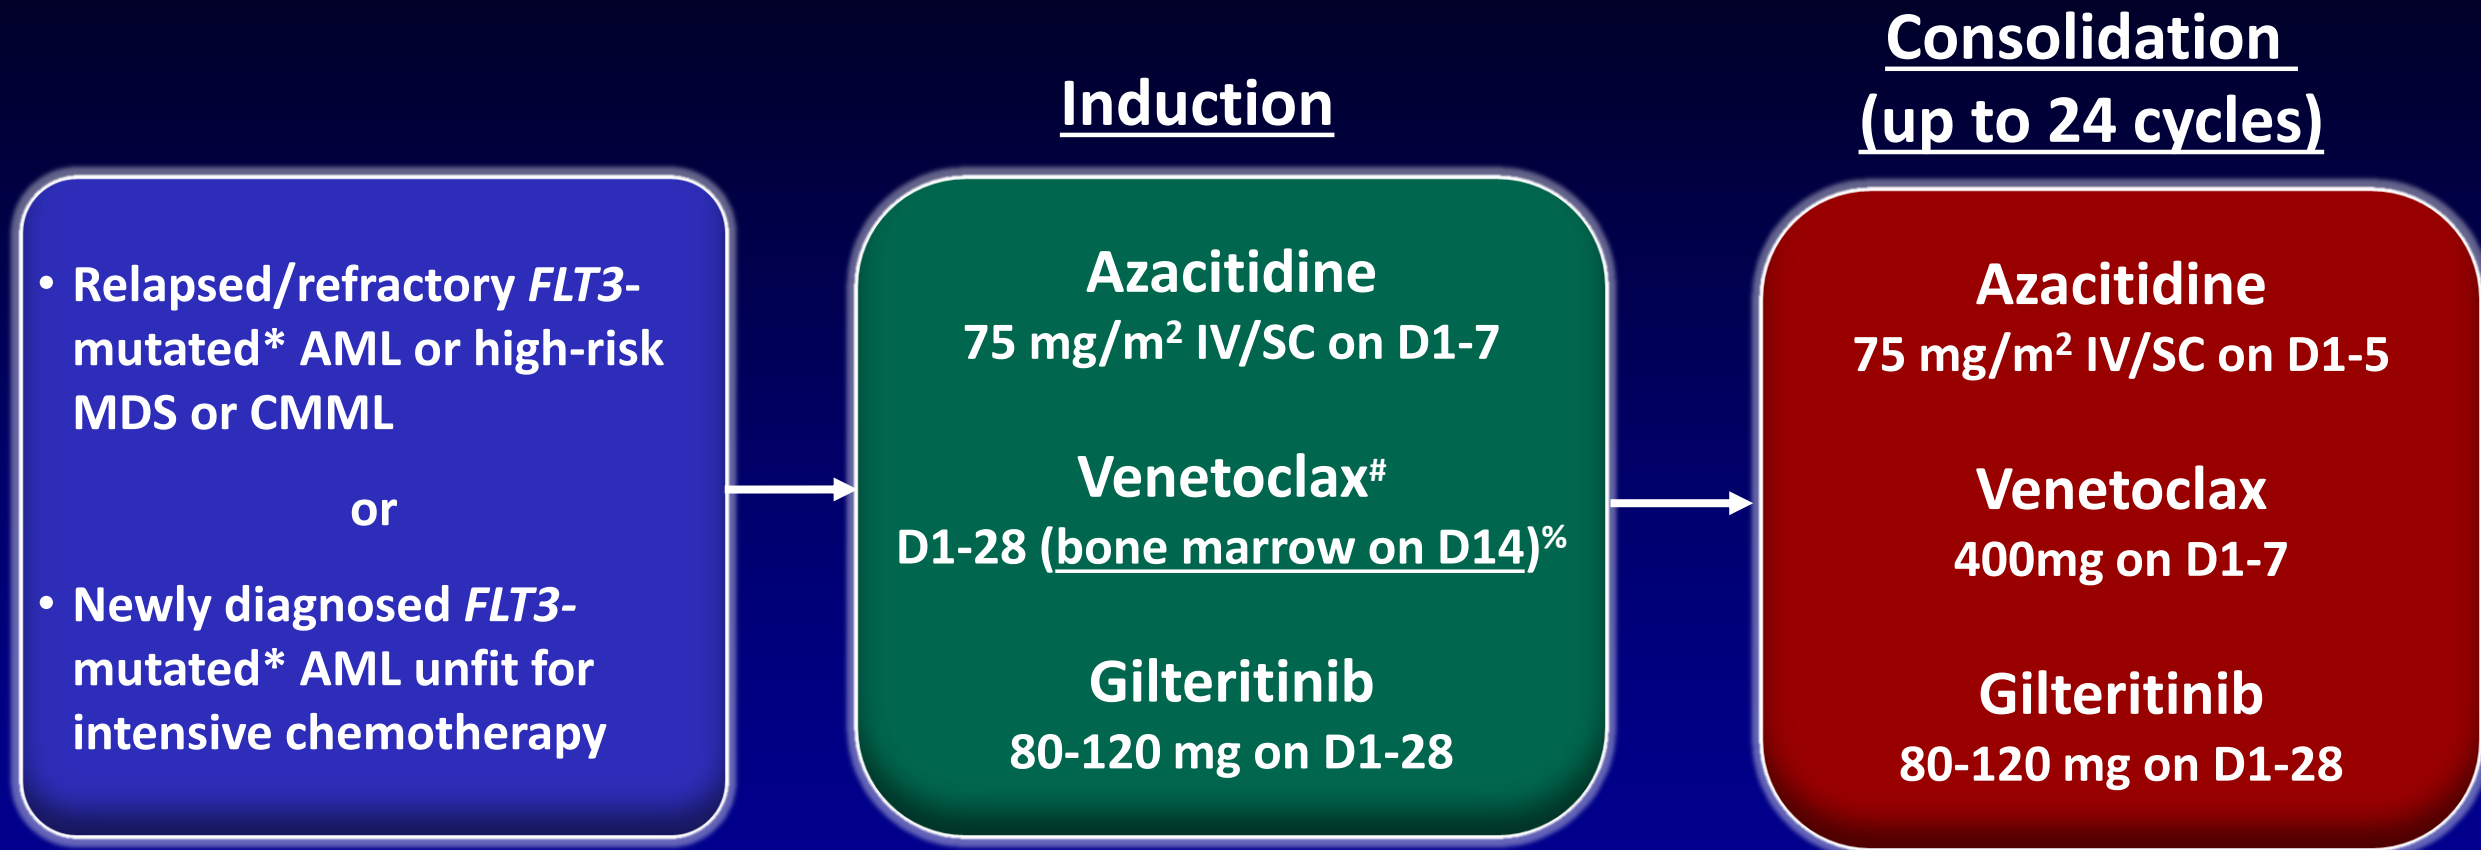 • Relapsed/refractory FLT3-
mutated* AML or high-risk
MDS or CMML
or
• Newly diagnosed FLT3-
mutated* AML unfit for
intensive chemotherapy
Induction
Azacitidine
75 mg/m² IV/SC on D1-7
Venetoclax#
D1-28 (bone marrow on D14)%
Gilteritinib
80-120 mg on D1-28
Consolidation
(up to 24 cycles)
Azacitidine
75 mg/m² IV/SC on D1-5
Venetoclax
400mg on D1-7
Gilteritinib
80-120 mg on D1-28